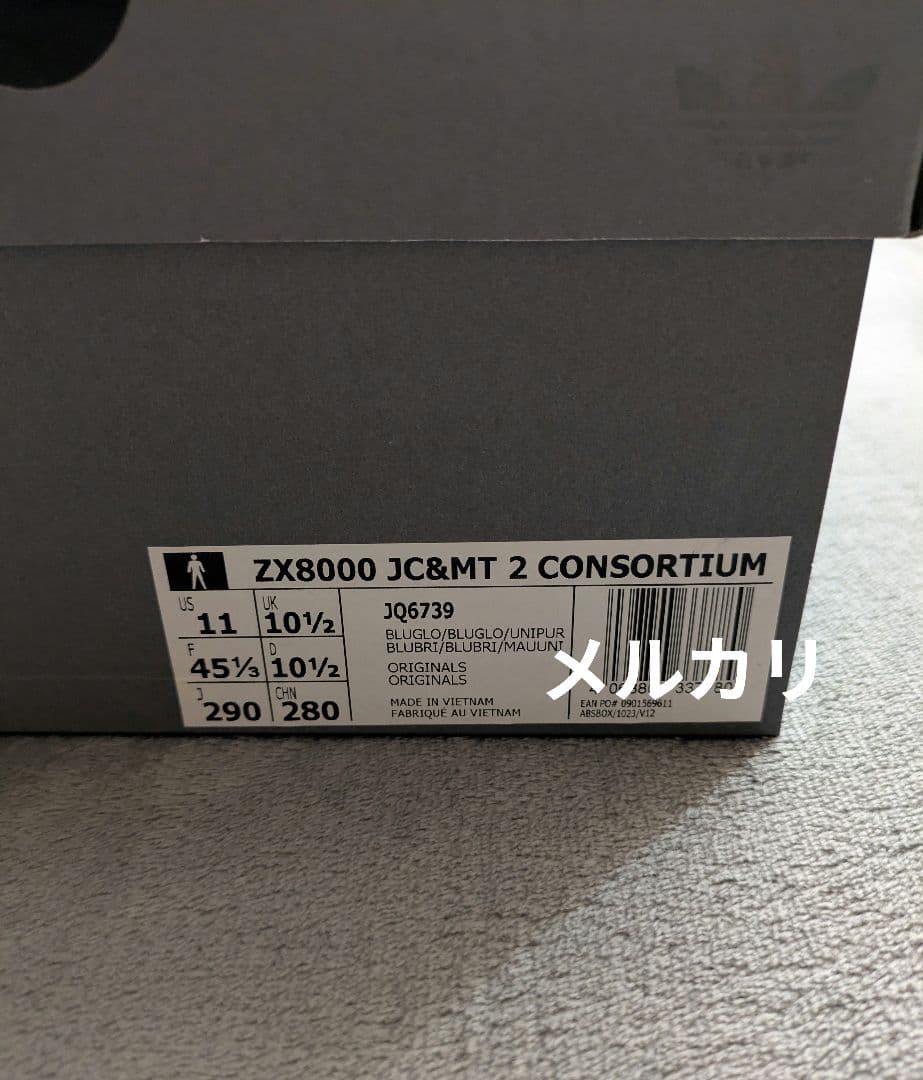 ZX8000 JC&MT 2 CONSORTIUM
US 11 UK 10½
F 45⅓ D 10½
J 290 CHN 280
JQ6739
BLUGLO/BLUGLO/UNIPUR
BLUBRI/BLUBRI/MAUUNI
ORIGINALS
ORIGINALS
MADE IN VIETNAM
FABRIQUÉ AU VIETNAM
メルカリ
EAN PO# 0901569611
ABSBOX/1023/V12